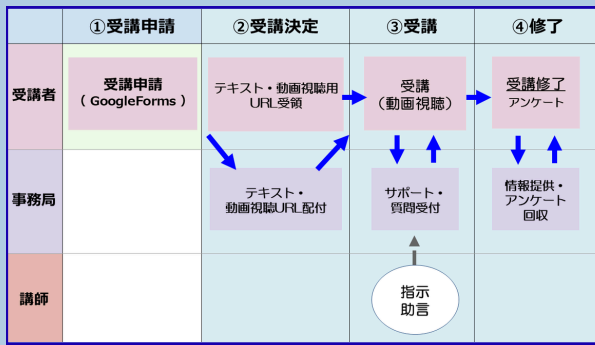 ①受講申請
②受講決定
③受講
④修了
受講者
受講申請
（ GoogleForms ）
テキスト・動画視聴用
URL受領
受講
（動画視聴）
受講修了
アンケート
事務局
テキスト・
動画視聴URL配付
サポート・
質問受付
情報提供・
アンケート
回収
講師
指示
助言